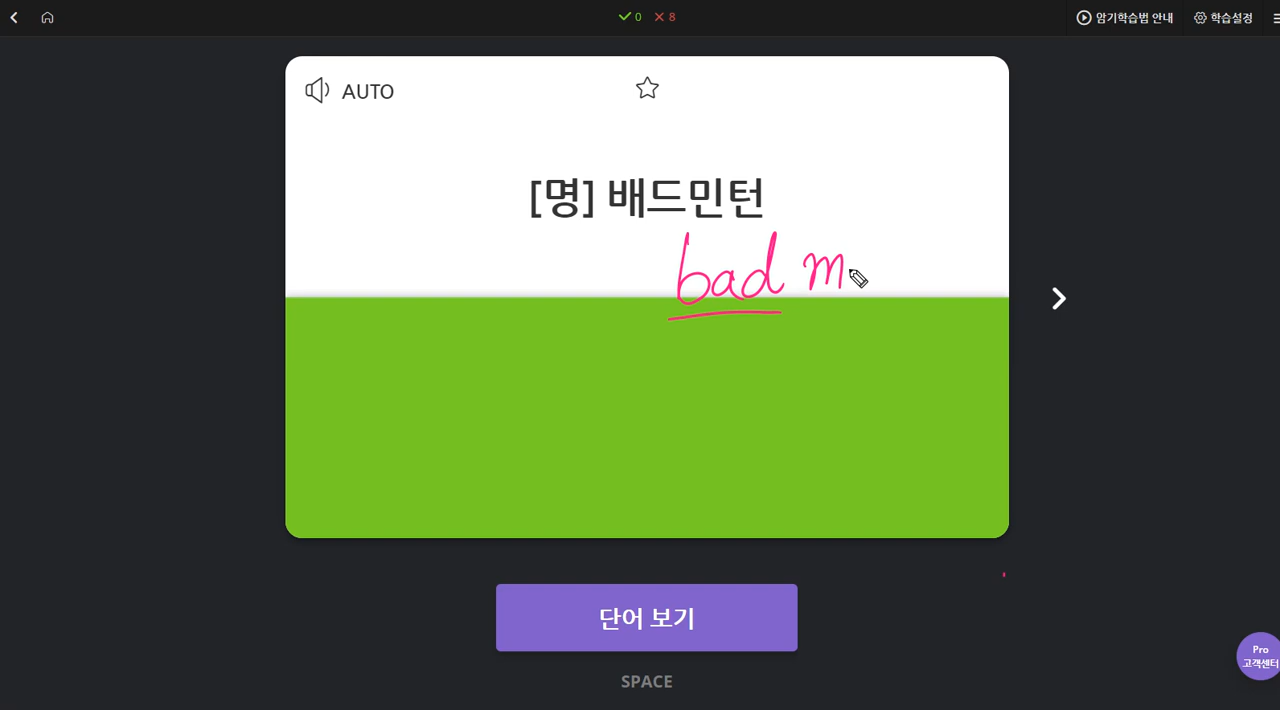 0 8 암기학습법 안내 학습설정
AUTO
[명] 배드민턴
bad m
단어 보기
SPACE
Pro
고객센터